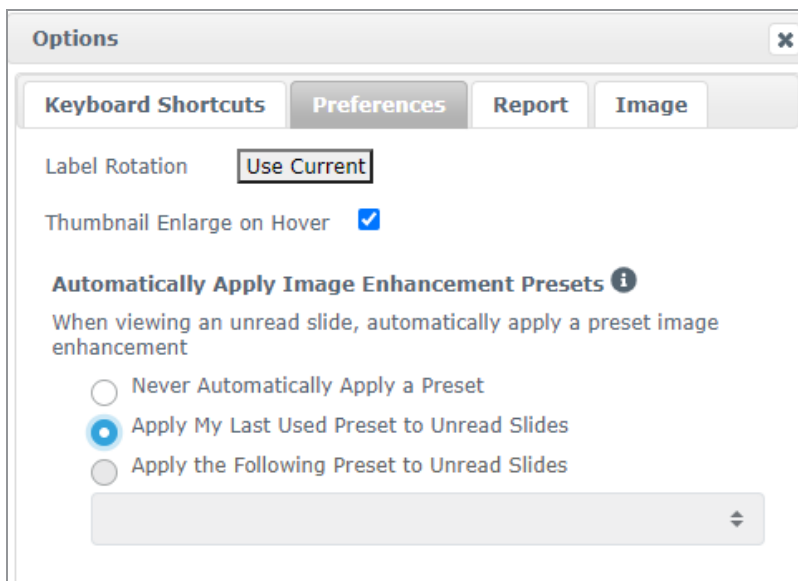 Options
Keyboard Shortcuts Preferences Report Image
Label Rotation Use Current
Thumbnail Enlarge on Hover
Automatically Apply Image Enhancement Presets
When viewing an unread slide, automatically apply a preset image
enhancement
Never Automatically Apply a Preset
Apply My Last Used Preset to Unread Slides
Apply the Following Preset to Unread Slides